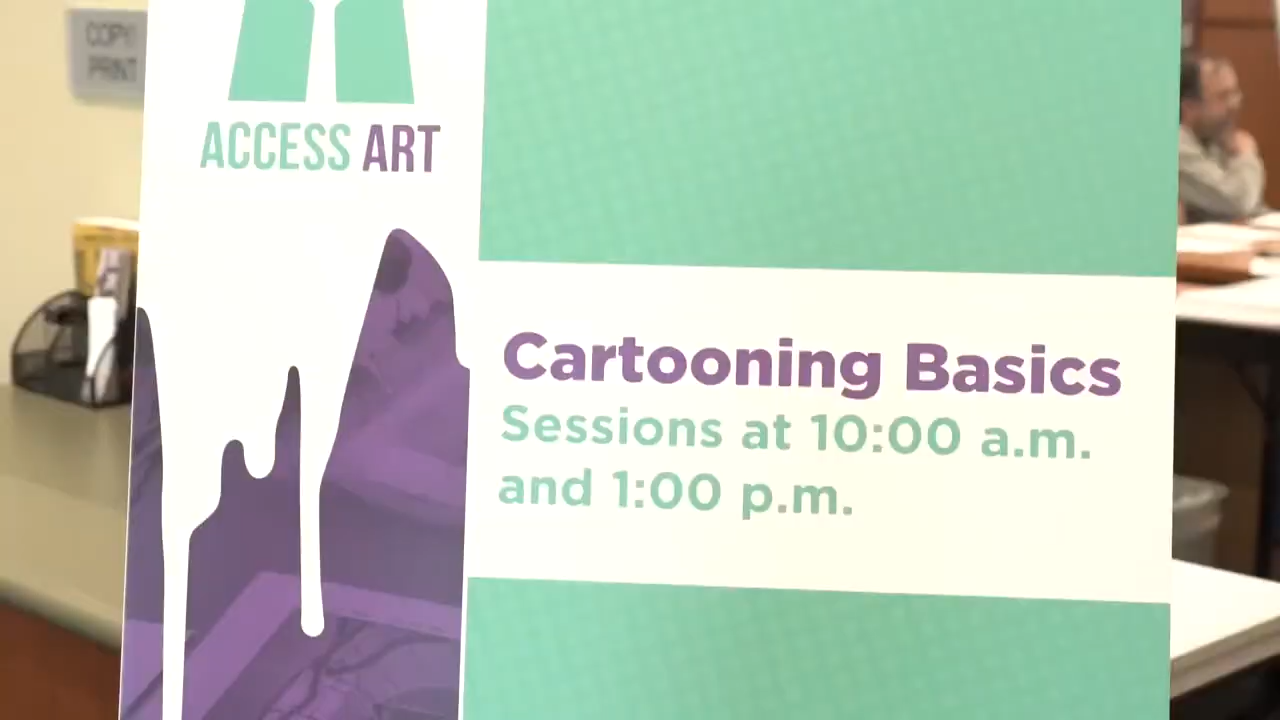 COPY
PRINT
ACCESS ART
Cartooning Basics
Sessions at 10:00 a.m.
and 1:00 p.m.